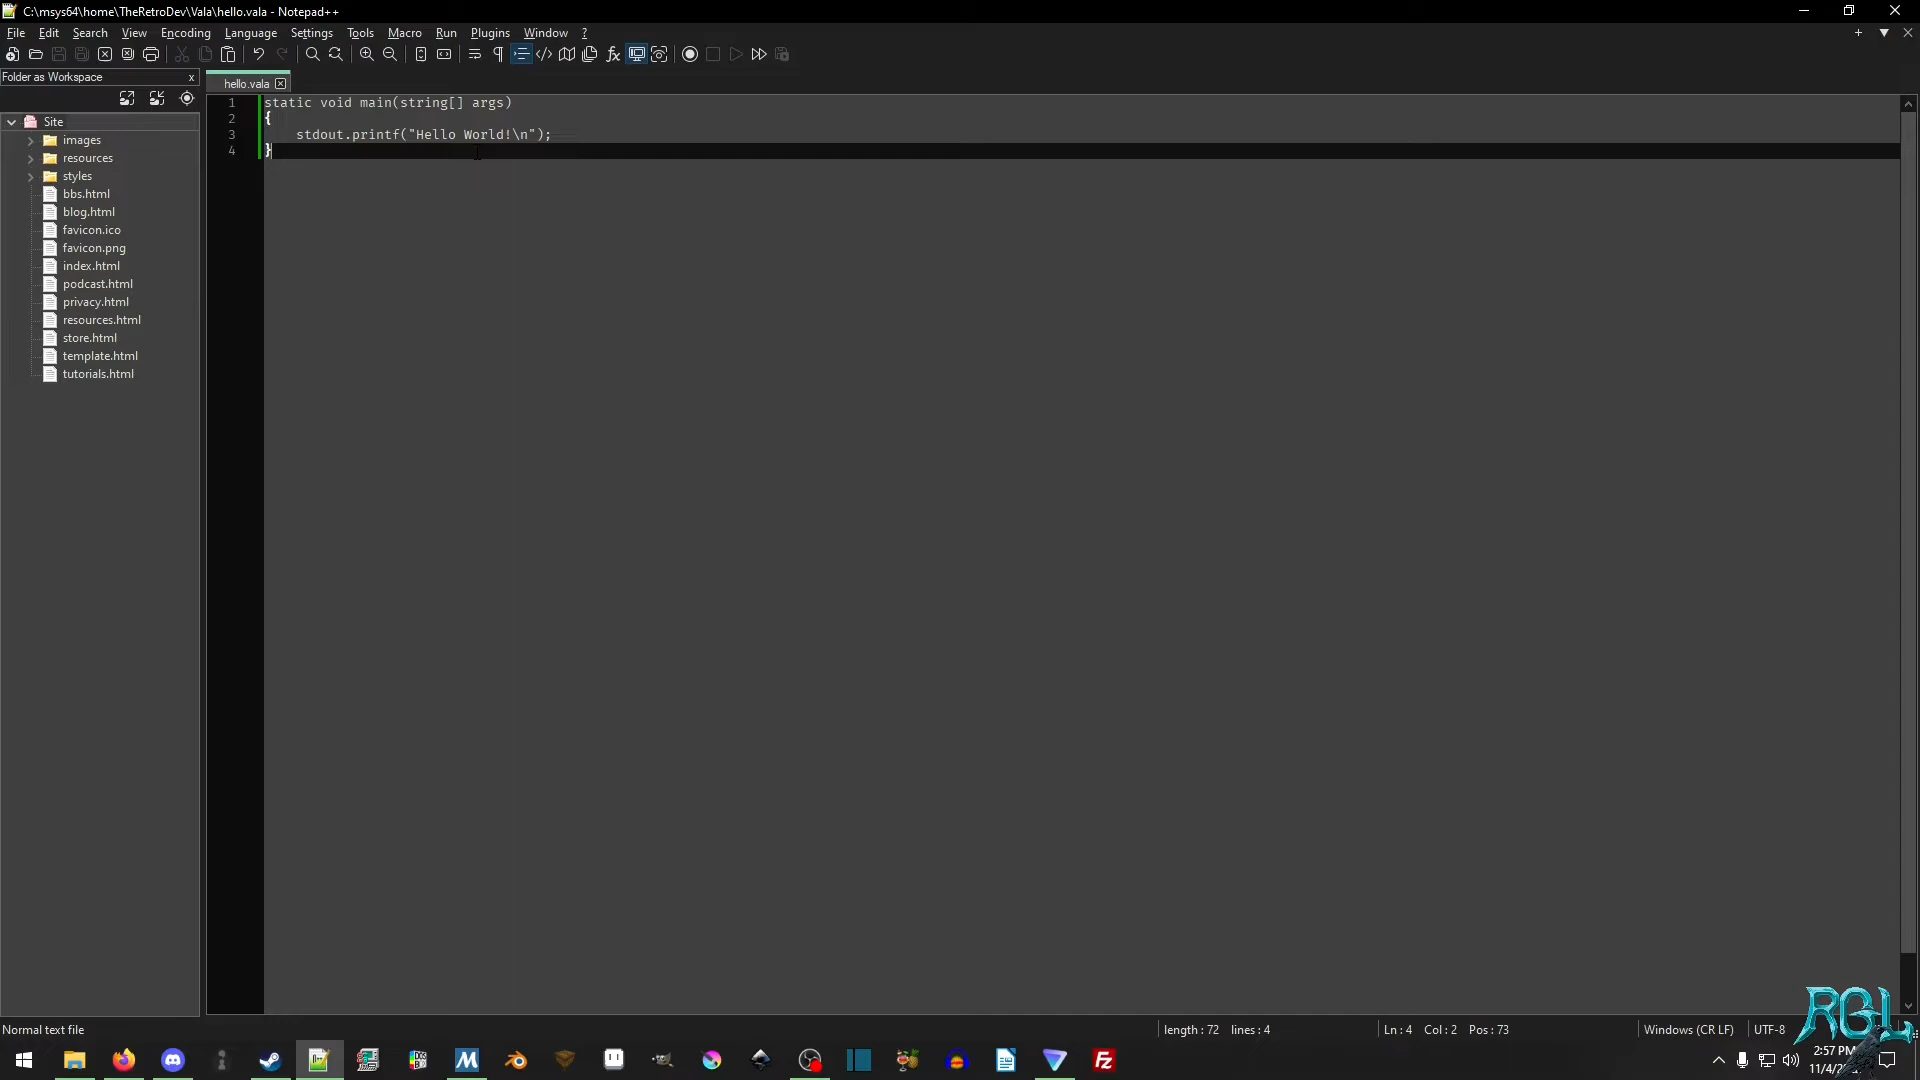 C:\msys64\home\TheRetroDev\Vala\hello.vala - Notepad++
File Edit Search View Encoding Language Settings Tools Macro Run Plugins Window ?
Folder as Workspace x
hello.vala
Site
images
resources
styles
bbs.html
blog.html
favicon.ico
favicon.png
index.html
podcast.html
privacy.html
resources.html
store.html
template.html
tutorials.html
1 static void main(string[] args)
2 {
3 stdout.printf("Hello World!\n");
4 }
Normal text file length : 72 lines : 4 Ln : 4 Col : 2 Pos : 73 Windows (CR LF) UTF-8
RGL
2:57 PM
11/4/2